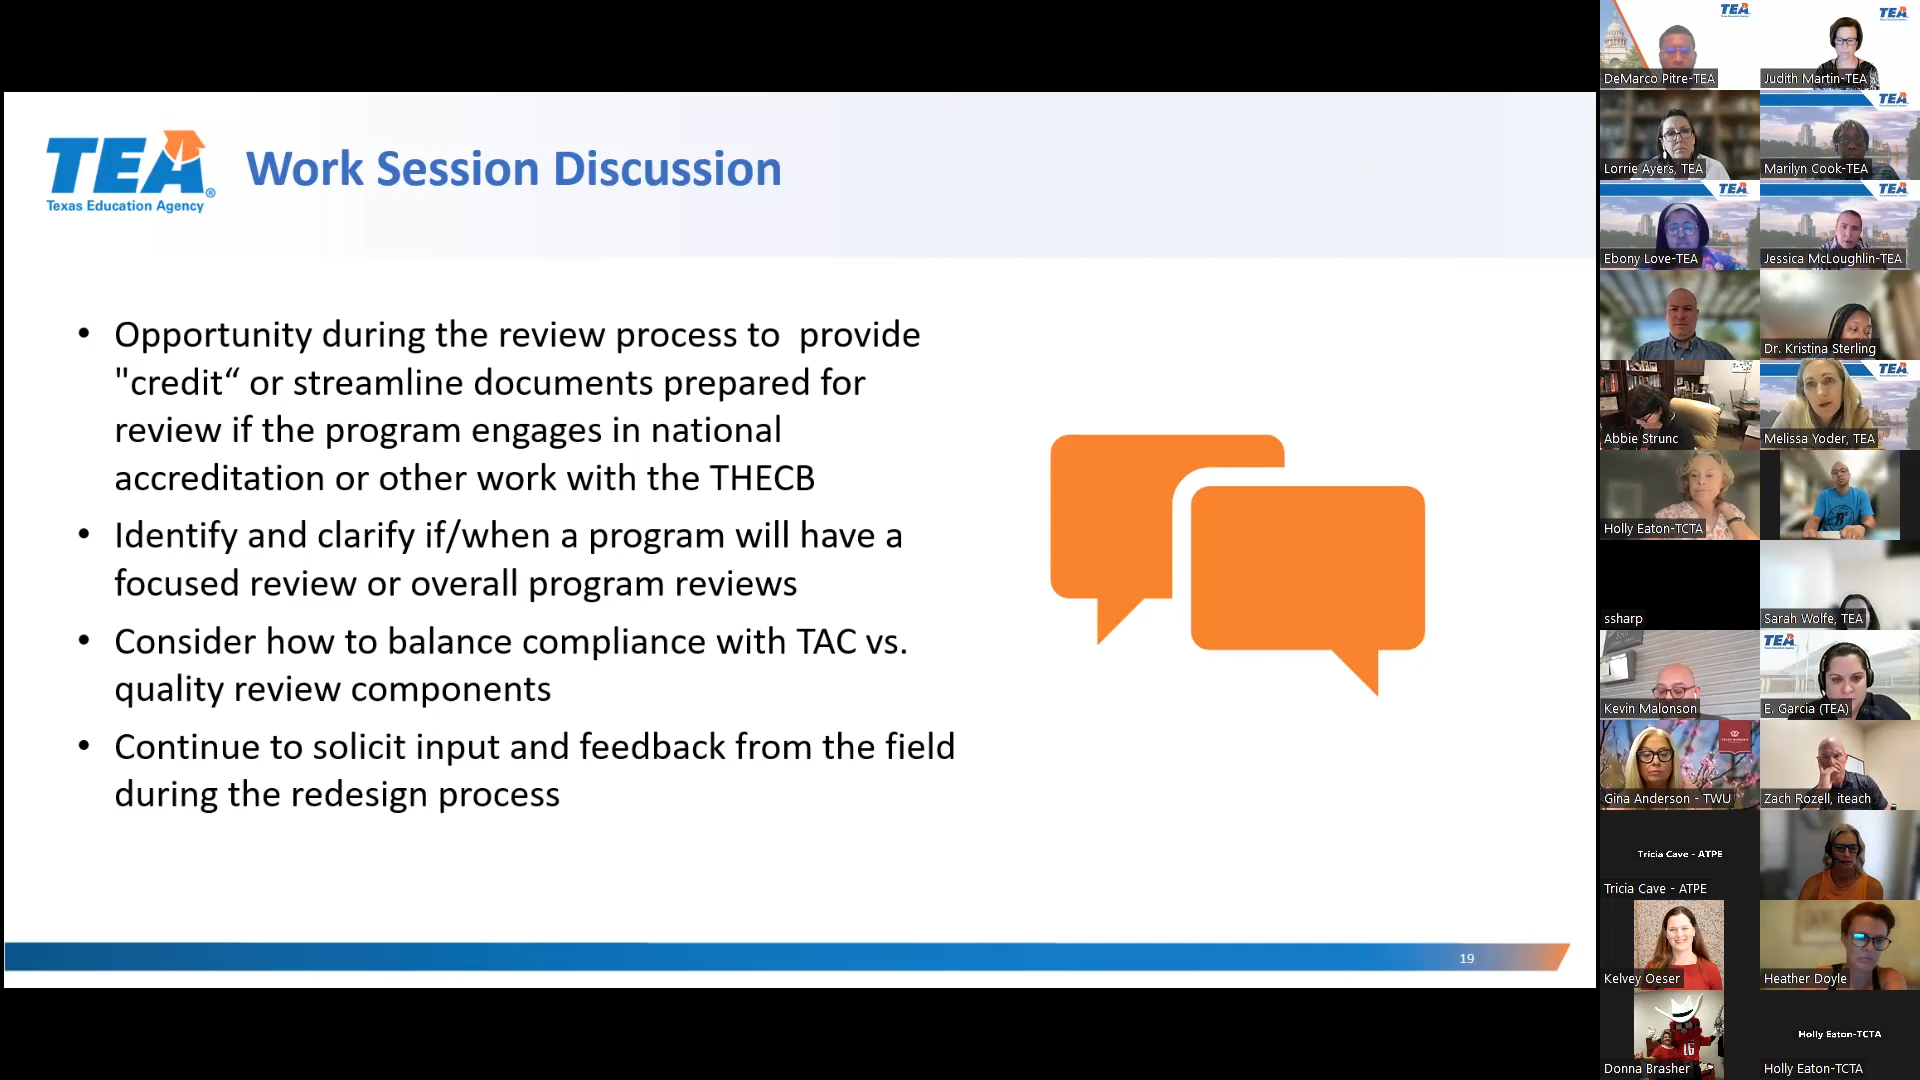 TEA
Texas Education Agency
Work Session Discussion
• Opportunity during the review process to  provide
"credit“ or streamline documents prepared for
review if the program engages in national
accreditation or other work with the THECB
• Identify and clarify if/when a program will have a
focused review or overall program reviews
• Consider how to balance compliance with TAC vs.
quality review components
• Continue to solicit input and feedback from the field
during the redesign process
19
TEA
DeMarco Pitre-TEA
TEA
Judith Martin-TEA
Lorrie Ayers, TEA
TEA
Marilyn Cook-TEA
TEA
Ebony Love-TEA
TEA
Jessica McLoughlin-TEA
Dr. Kristina Sterling
Abbie Strunc
TEA
Melissa Yoder, TEA
Holly Eaton-TCTA
ssharp
Sarah Wolfe, TEA
Kevin Malonson
TEA
E. Garcia (TEA)
Gina Anderson - TWU
Zach Rozell, iteach
Tricia Cave - ATPE
Tricia Cave - ATPE
Kelvey Oeser
Heather Doyle
Donna Brasher
Holly Eaton-TCTA
Holly Eaton-TCTA